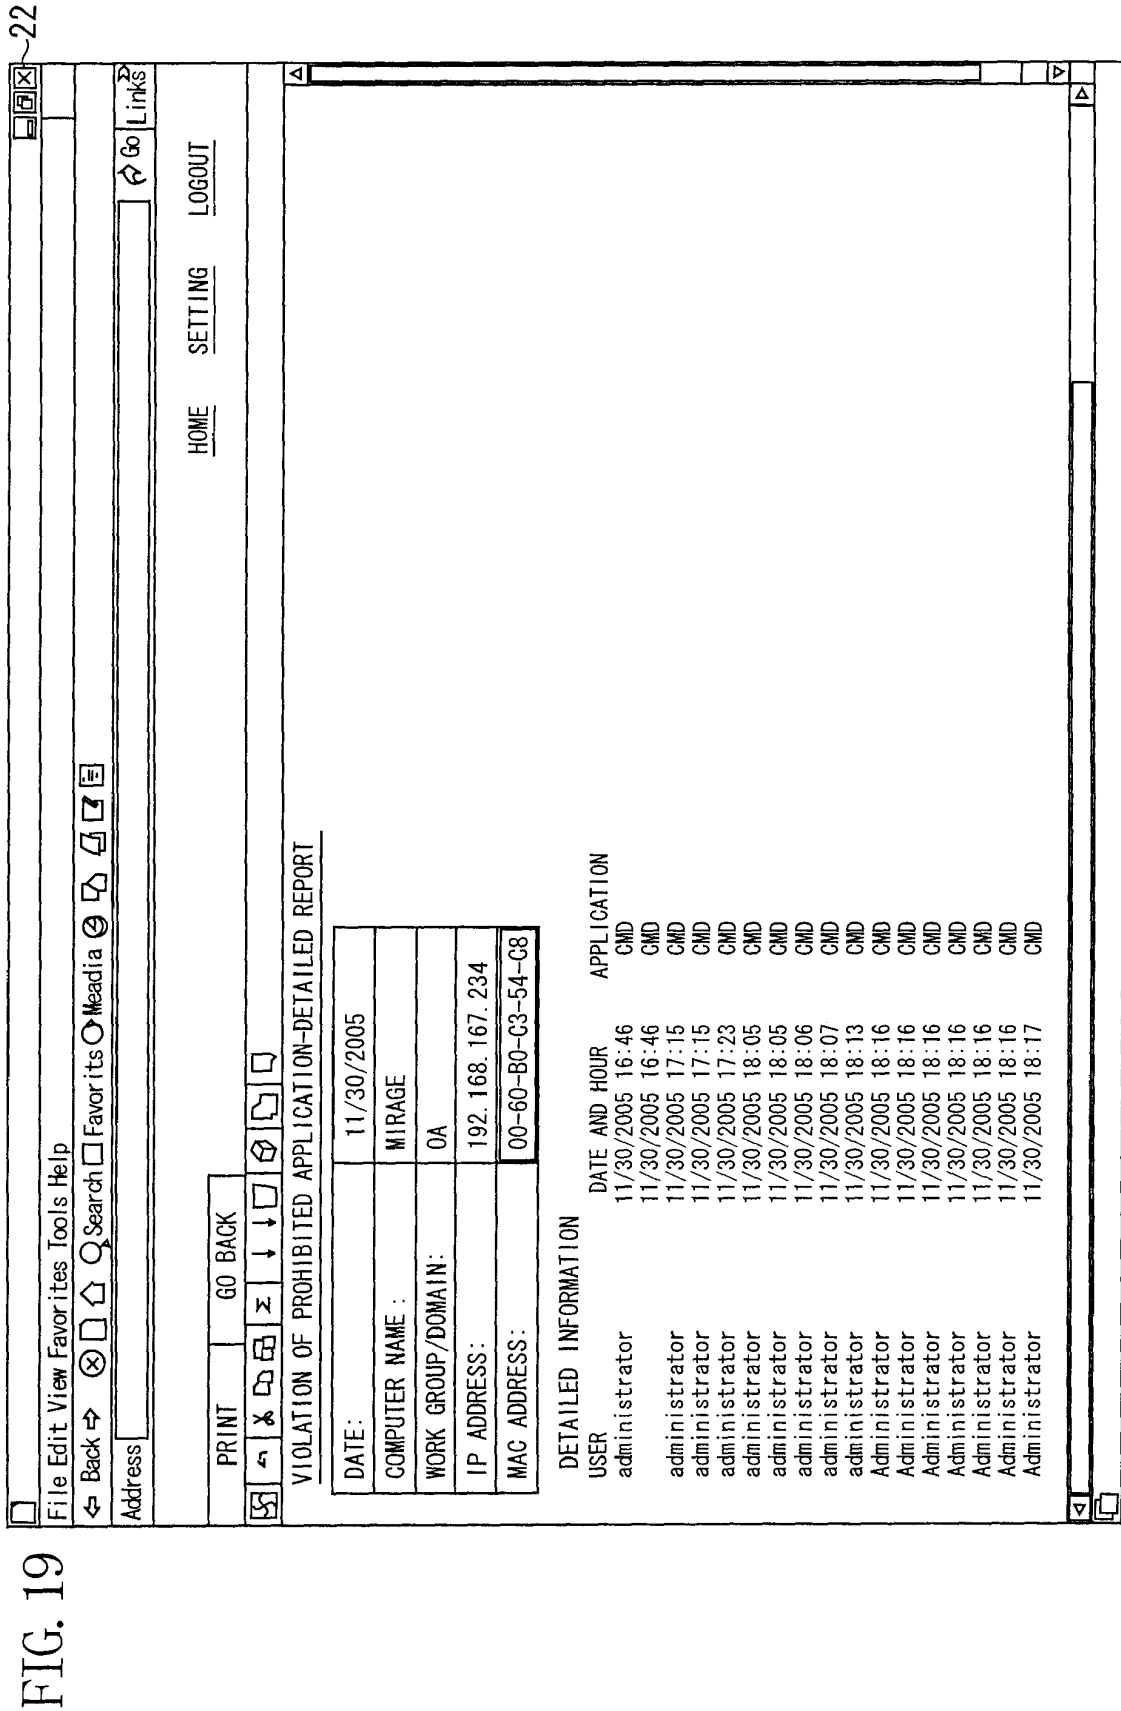 FIG. 19
22
File Edit View Favorites Tools Help
Back Search Favorits Meadia
Address Go Links
HOME SETTING LOGOUT
PRINT GO BACK
Σ
VIOLATION OF PROHIBITED APPLICATION-DETAILED REPORT
DATE: 11/30/2005
COMPUTER NAME: MIRAGE
WORK GROUP/DOMAIN: OA
IP ADDRESS: 192.168.167.234
MAC ADDRESS: 00-60-B0-C3-54-C8
DETAILED INFORMATION
USER DATE AND HOUR APPLICATION
administrator 11/30/2005 16:46 CMD
11/30/2005 16:46 CMD
administrator 11/30/2005 17:15 CMD
administrator 11/30/2005 17:15 CMD
administrator 11/30/2005 17:23 CMD
administrator 11/30/2005 18:05 CMD
administrator 11/30/2005 18:05 CMD
administrator 11/30/2005 18:06 CMD
administrator 11/30/2005 18:07 CMD
administrator 11/30/2005 18:13 CMD
Administrator 11/30/2005 18:16 CMD
Administrator 11/30/2005 18:16 CMD
Administrator 11/30/2005 18:16 CMD
Administrator 11/30/2005 18:16 CMD
Administrator 11/30/2005 18:16 CMD
Administrator 11/30/2005 18:16 CMD
Administrator 11/30/2005 18:17 CMD